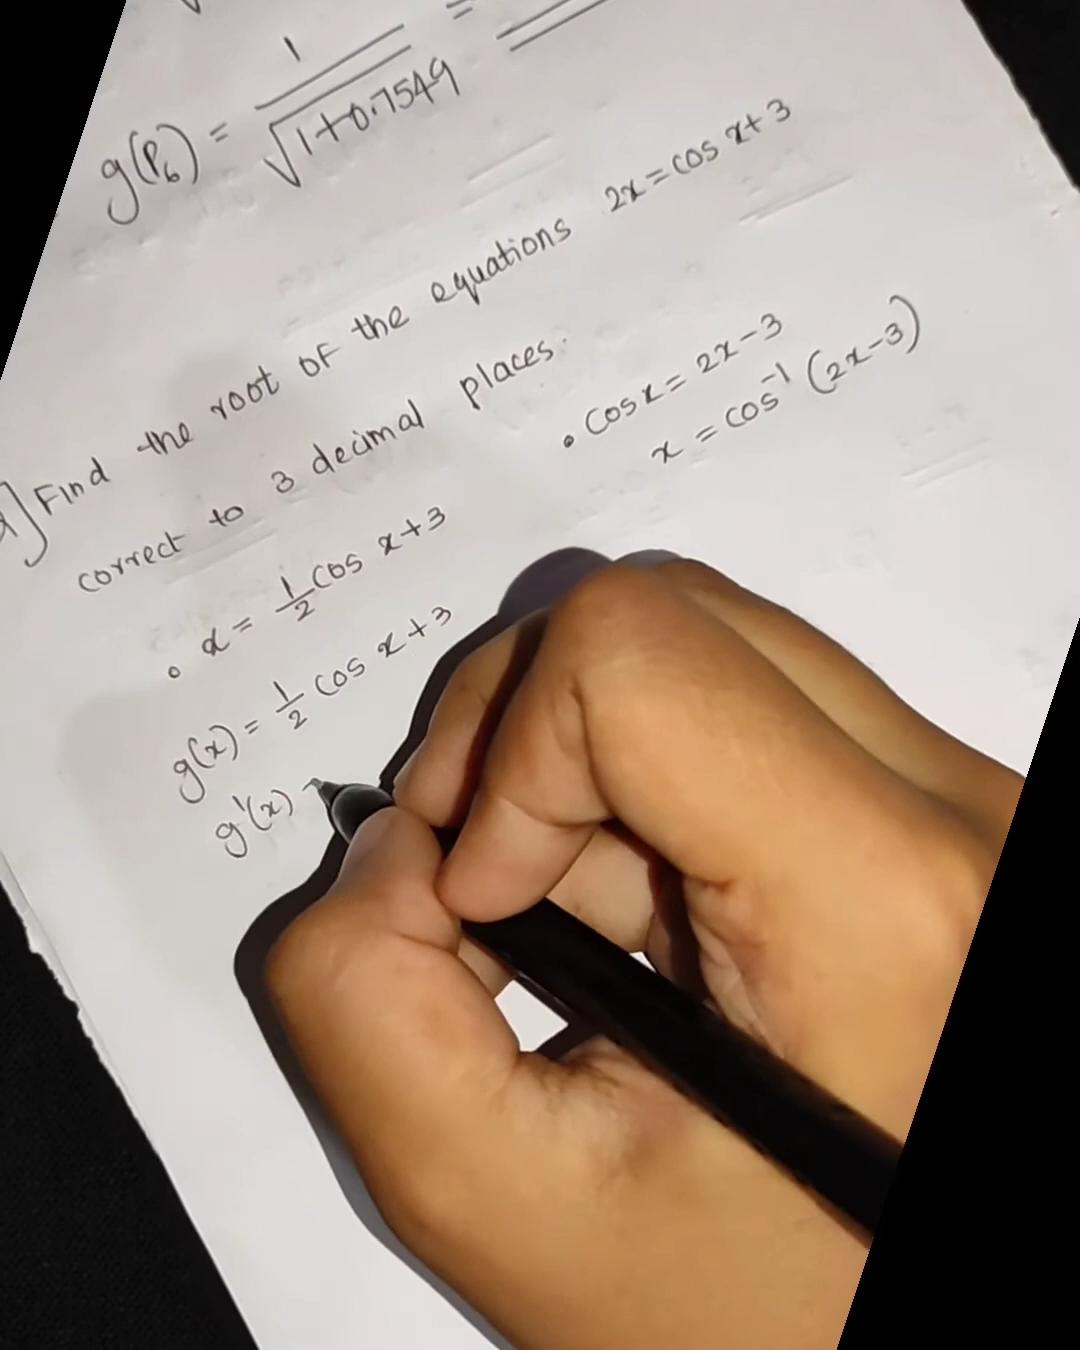 g(P₆) = 1/√(1+0.7549) =
Find the root of the equations 2x = cos x+3
correct to 3 decimal places.
• x = 1/2 cos x+3
g(x) = 1/2 cos x+3
g'(x) =
• cos x = 2x-3
x = cos⁻¹ (2x-3)